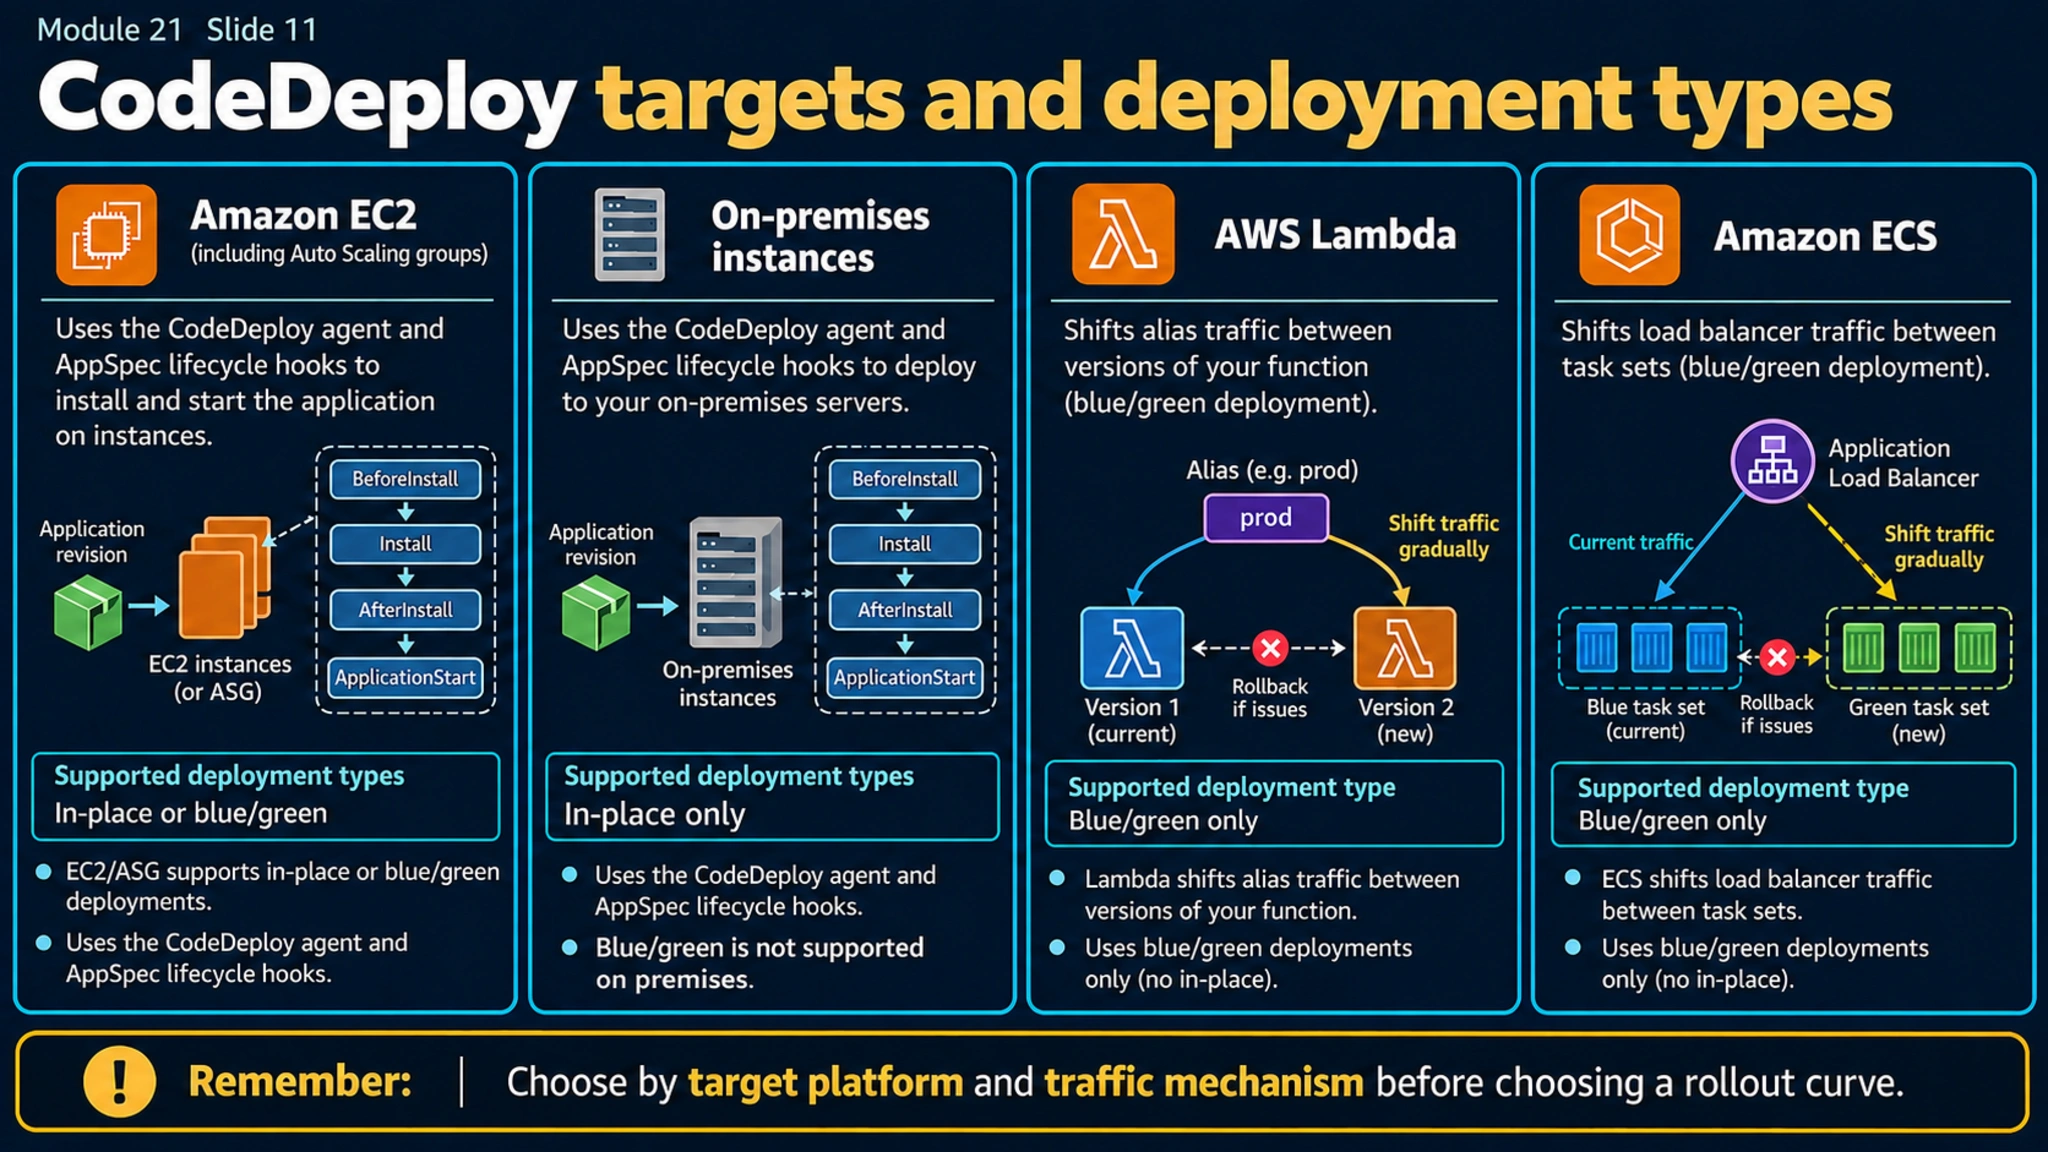 Module 21 Slide 11
CodeDeploy targets and deployment types
Amazon EC2
(including Auto Scaling groups)
Uses the CodeDeploy agent and
AppSpec lifecycle hooks to
install and start the application
on instances.
Application
revision
EC2 instances
(or ASG)
BeforeInstall
Install
AfterInstall
ApplicationStart
Supported deployment types
In-place or blue/green
EC2/ASG supports in-place or blue/green
deployments.
Uses the CodeDeploy agent and
AppSpec lifecycle hooks.
On-premises
instances
Uses the CodeDeploy agent and
AppSpec lifecycle hooks to deploy
to your on-premises servers.
Application
revision
On-premises
instances
BeforeInstall
Install
AfterInstall
ApplicationStart
Supported deployment types
In-place only
Uses the CodeDeploy agent and
AppSpec lifecycle hooks.
Blue/green is not supported
on premises.
AWS Lambda
Shifts alias traffic between
versions of your function
(blue/green deployment).
Alias (e.g. prod)
prod
Shift traffic
gradually
Version 1
(current)
Rollback
if issues
Version 2
(new)
Supported deployment type
Blue/green only
Lambda shifts alias traffic between
versions of your function.
Uses blue/green deployments
only (no in-place).
Amazon ECS
Shifts load balancer traffic between
task sets (blue/green deployment).
Application
Load Balancer
Current traffic
Shift traffic
gradually
Blue task set
(current)
Rollback
if issues
Green task set
(new)
Supported deployment type
Blue/green only
ECS shifts load balancer traffic
between task sets.
Uses blue/green deployments
only (no in-place).
! Remember: Choose by target platform and traffic mechanism before choosing a rollout curve.